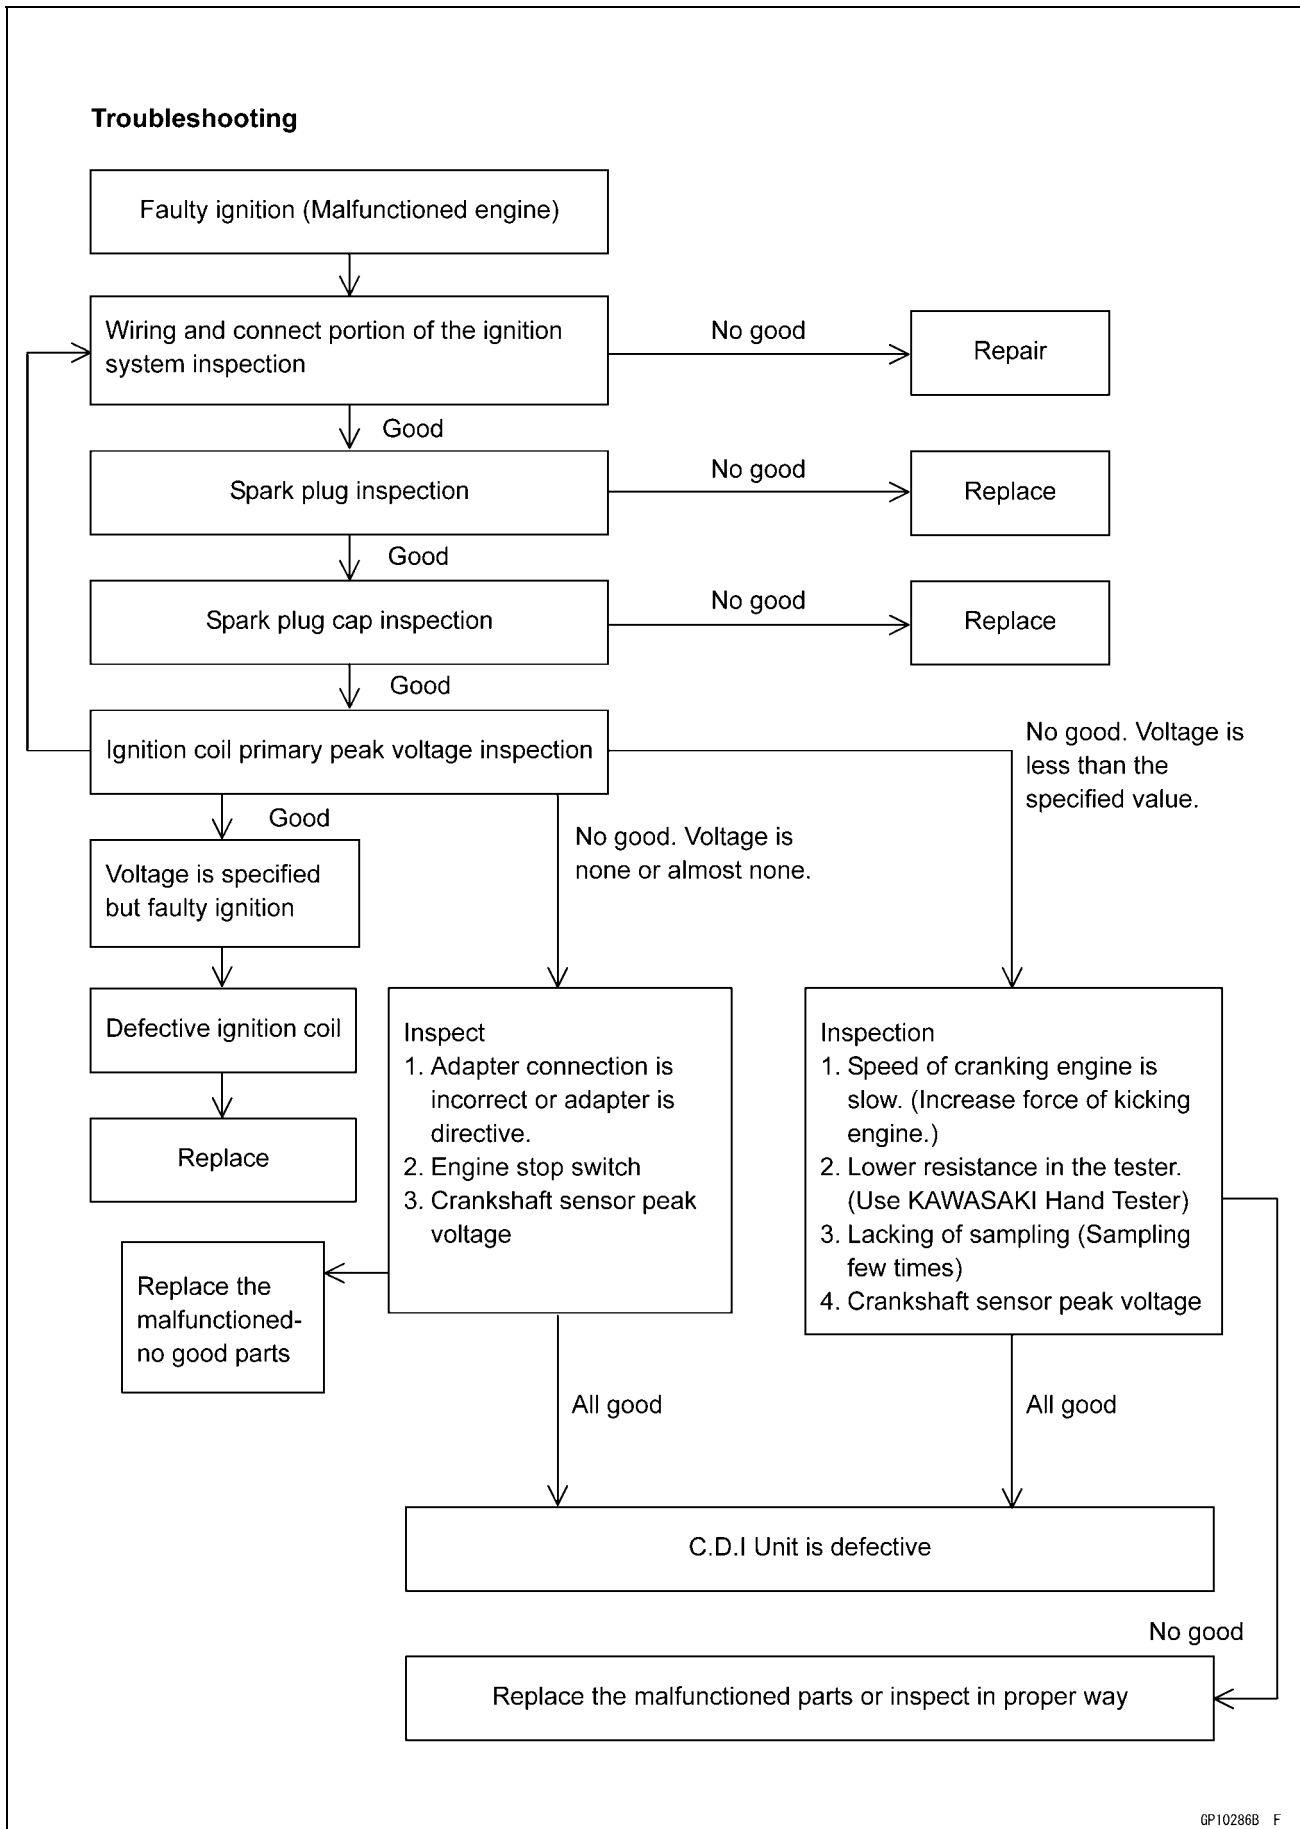 Troubleshooting
Faulty ignition (Malfunctioned engine)
Wiring and connect portion of the ignition
system inspection
No good
Repair
Good
Spark plug inspection
No good
Replace
Good
Spark plug cap inspection
No good
Replace
Good
Ignition coil primary peak voltage inspection
No good. Voltage is
less than the
specified value.
Good
No good. Voltage is
none or almost none.
Voltage is specified
but faulty ignition
Defective ignition coil
Replace
Inspect
1. Adapter connection is
incorrect or adapter is
directive.
2. Engine stop switch
3. Crankshaft sensor peak
voltage
Inspection
1. Speed of cranking engine is
slow. (Increase force of kicking
engine.)
2. Lower resistance in the tester.
(Use KAWASAKI Hand Tester)
3. Lacking of sampling (Sampling
few times)
4. Crankshaft sensor peak voltage
Replace the
malfunctioned-
no good parts
All good
All good
C.D.I Unit is defective
No good
Replace the malfunctioned parts or inspect in proper way
GP10286B F